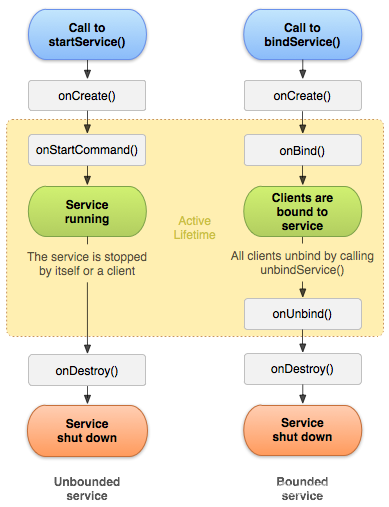 Call to
startService()
onCreate()
onStartCommand()
Service
running
The service is stopped
by itself or a client
onDestroy()
Service
shut down
Unbounded
service
Active
Lifetime
Call to
bindService()
onCreate()
onBind()
Clients are
bound to
service
All clients unbind by calling
unbindService()
onUnbind()
onDestroy()
Service
shut down
Bounded
service